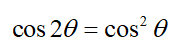 cos 2θ = cos² θ